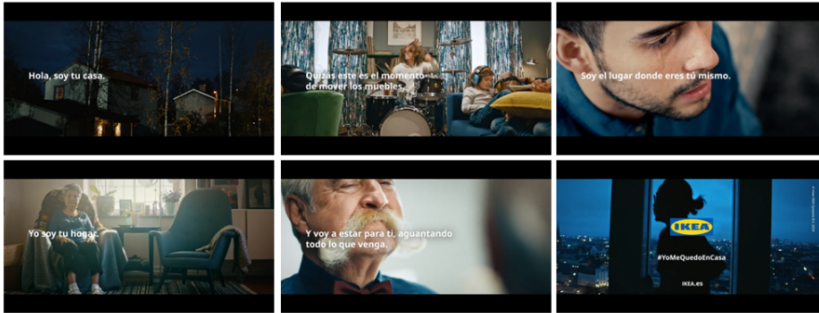 Hola, soy tu casa.
Quizás este es el momento
de mover los muebles.
Soy el lugar donde eres tú mismo.
Yo soy tu hogar.
Y voy a estar para ti, aguantando
todo lo que venga.
IKEA
#YoMeQuedoEnCasa
IKEA.es